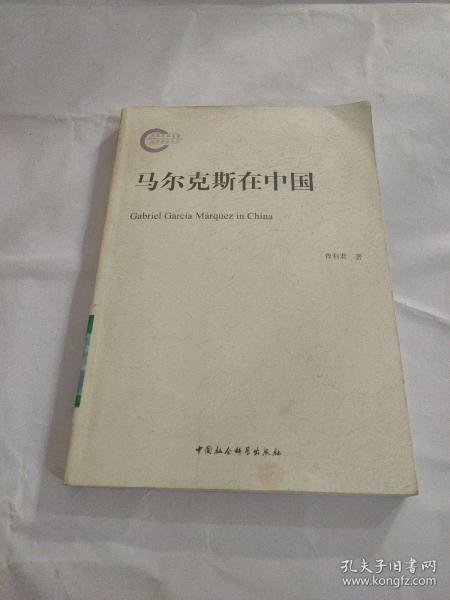 马尔克斯在中国
Gabriel García Márquez in China
曾利君 著
中国社会科学出版社
孔夫子旧书网
www.kongfz.com